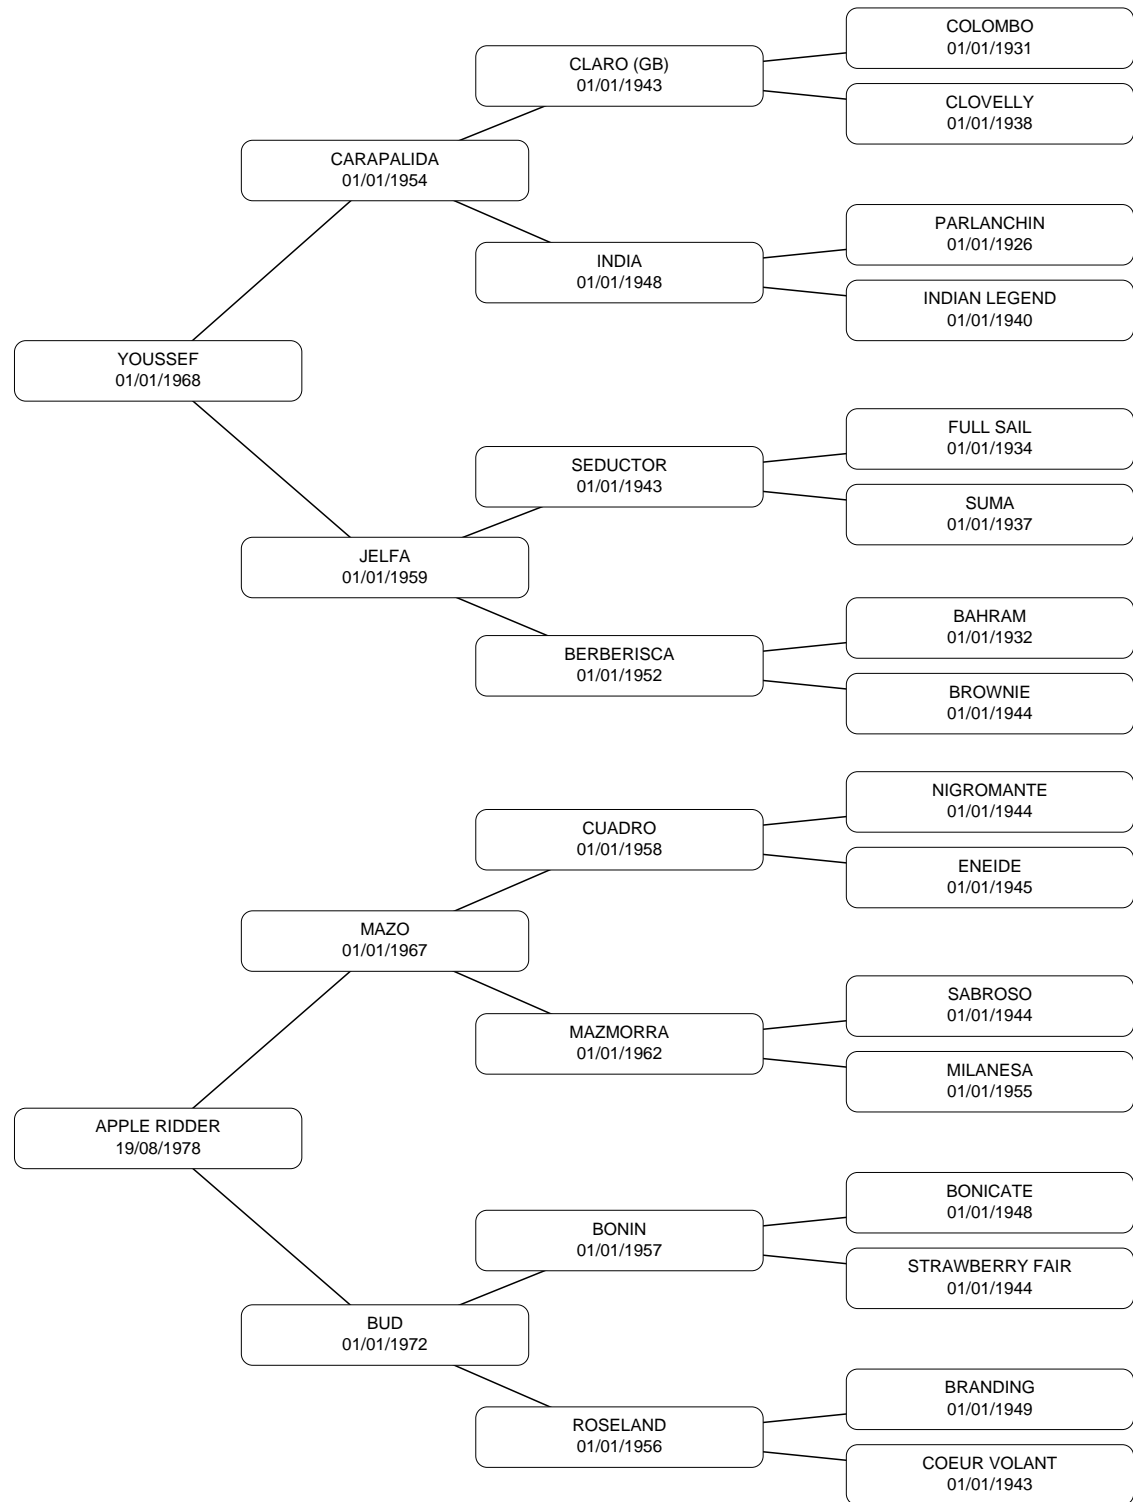 COLOMBO
01/01/1931
CLARO (GB)
01/01/1943
CLOVELLY
01/01/1938
CARAPALIDA
01/01/1954
PARLANCHIN
01/01/1926
INDIA
01/01/1948
INDIAN LEGEND
01/01/1940
YOUSSEF
01/01/1968
FULL SAIL
01/01/1934
SEDUCTOR
01/01/1943
SUMA
01/01/1937
JELFA
01/01/1959
BAHRAM
01/01/1932
BERBERISCA
01/01/1952
BROWNIE
01/01/1944
NIGROMANTE
01/01/1944
CUADRO
01/01/1958
ENEIDE
01/01/1945
MAZO
01/01/1967
SABROSO
01/01/1944
MAZMORRA
01/01/1962
MILANESA
01/01/1955
APPLE RIDDER
19/08/1978
BONICATE
01/01/1948
BONIN
01/01/1957
STRAWBERRY FAIR
01/01/1944
BUD
01/01/1972
BRANDING
01/01/1949
ROSELAND
01/01/1956
COEUR VOLANT
01/01/1943